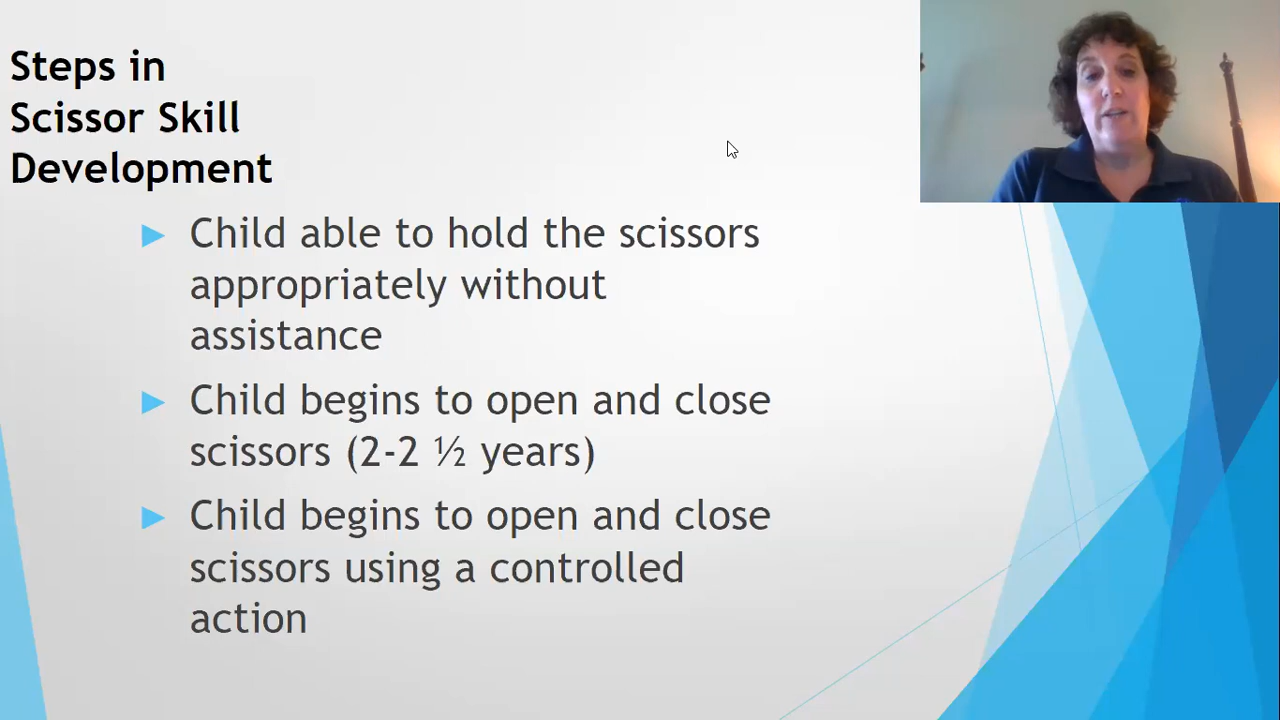 Steps in
Scissor Skill
Development
Child able to hold the scissors
appropriately without
assistance
Child begins to open and close
scissors (2-2 ½ years)
Child begins to open and close
scissors using a controlled
action